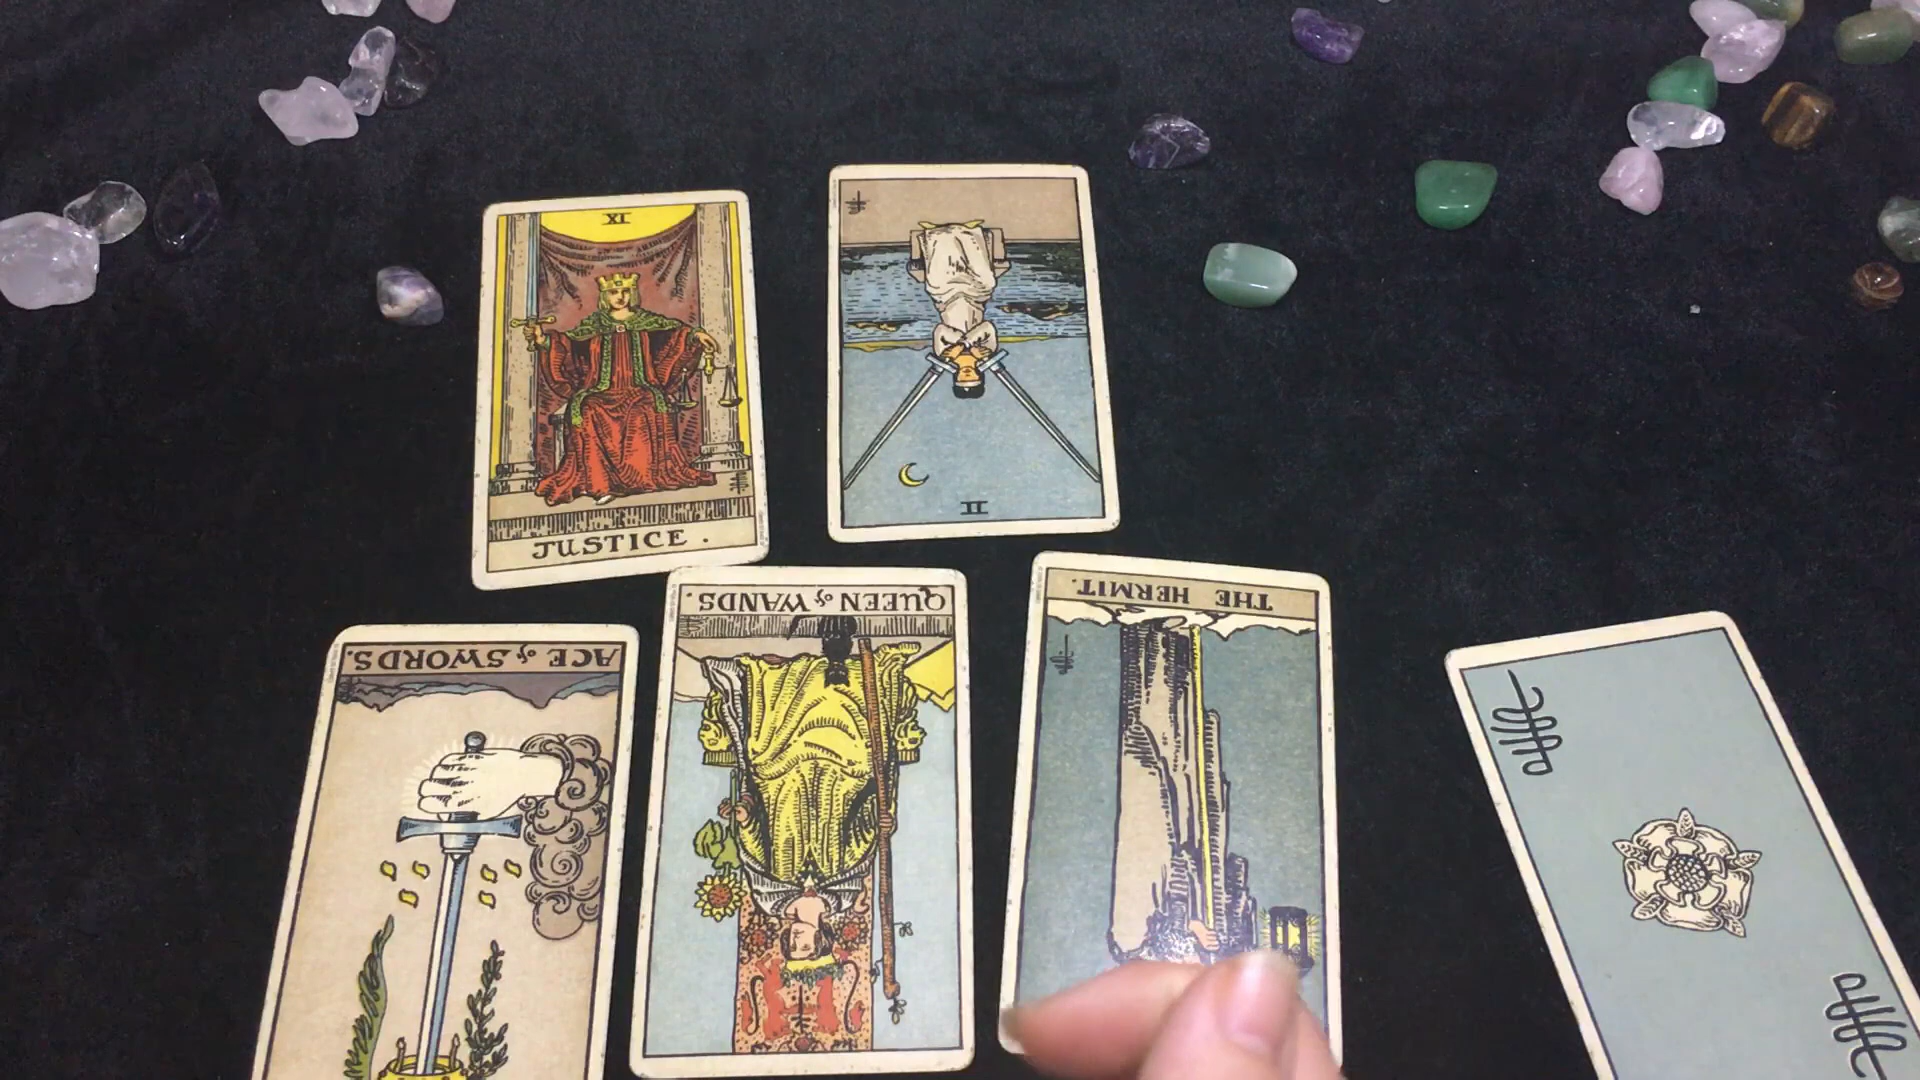 XI
JUSTICE.
II
ACE of SWORDS.
QUEEN of WANDS.
THE HERMIT.